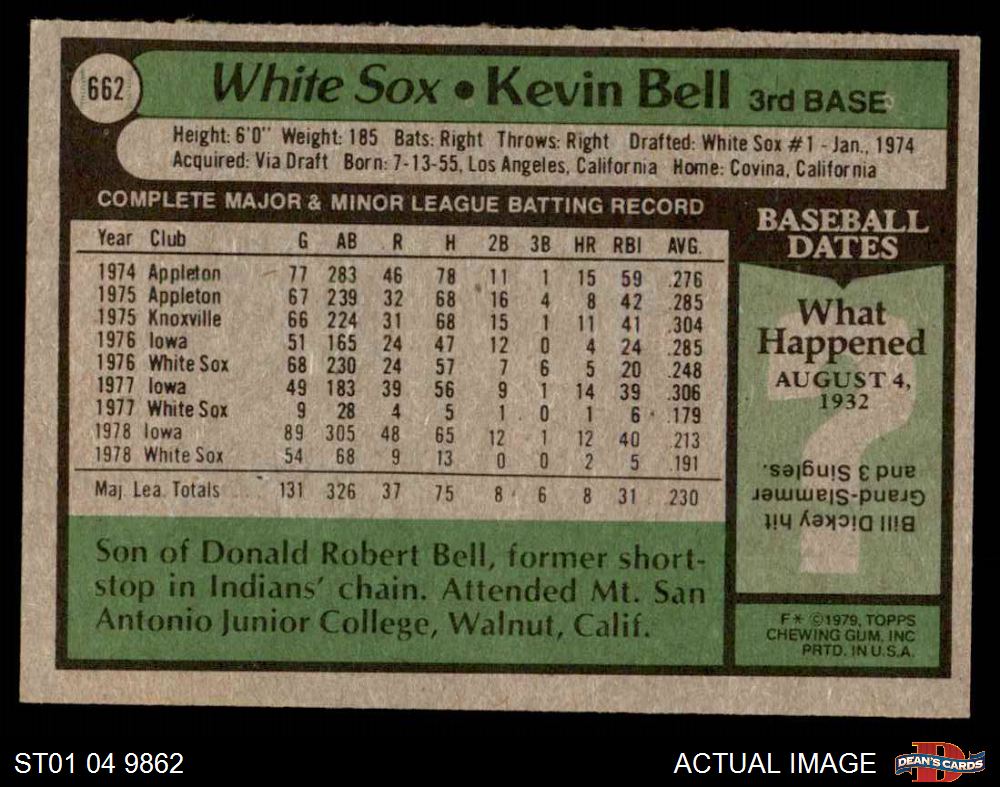 662
White Sox • Kevin Bell 3rd BASE
Height: 6'0" Weight: 185 Bats: Right Throws: Right Drafted: White Sox #1 - Jan., 1974
Acquired: Via Draft Born: 7-13-55, Los Angeles, California Home: Covina, California
COMPLETE MAJOR & MINOR LEAGUE BATTING RECORD
Year Club G AB R H 2B 3B HR RBI AVG.
1974 Appleton 77 283 46 78 11 1 15 59 .276
1975 Appleton 67 239 32 68 16 4 8 42 .285
1975 Knoxville 66 224 31 68 15 1 11 41 .304
1976 Iowa 51 165 24 47 12 0 4 24 .285
1976 White Sox 68 230 24 57 7 6 5 20 .248
1977 Iowa 49 183 39 56 9 1 14 39 .306
1977 White Sox 9 28 4 5 1 0 1 6 .179
1978 Iowa 89 305 48 65 12 1 12 40 .213
1978 White Sox 54 68 9 13 0 0 2 5 .191
Maj. Lea. Totals 131 326 37 75 8 6 8 31 .230
Son of Donald Robert Bell, former short-
stop in Indians' chain. Attended Mt. San
Antonio Junior College, Walnut, Calif.
BASEBALL
DATES
What
Happened
AUGUST 4,
1932
?
Bill Dickey hit
Grand-Slammer
and 3 Singles.
F* ©1979, TOPPS
CHEWING GUM, INC
PRTD. IN U.S.A.
ST01 04 9862
ACTUAL IMAGE
D
DEAN'S CARDS